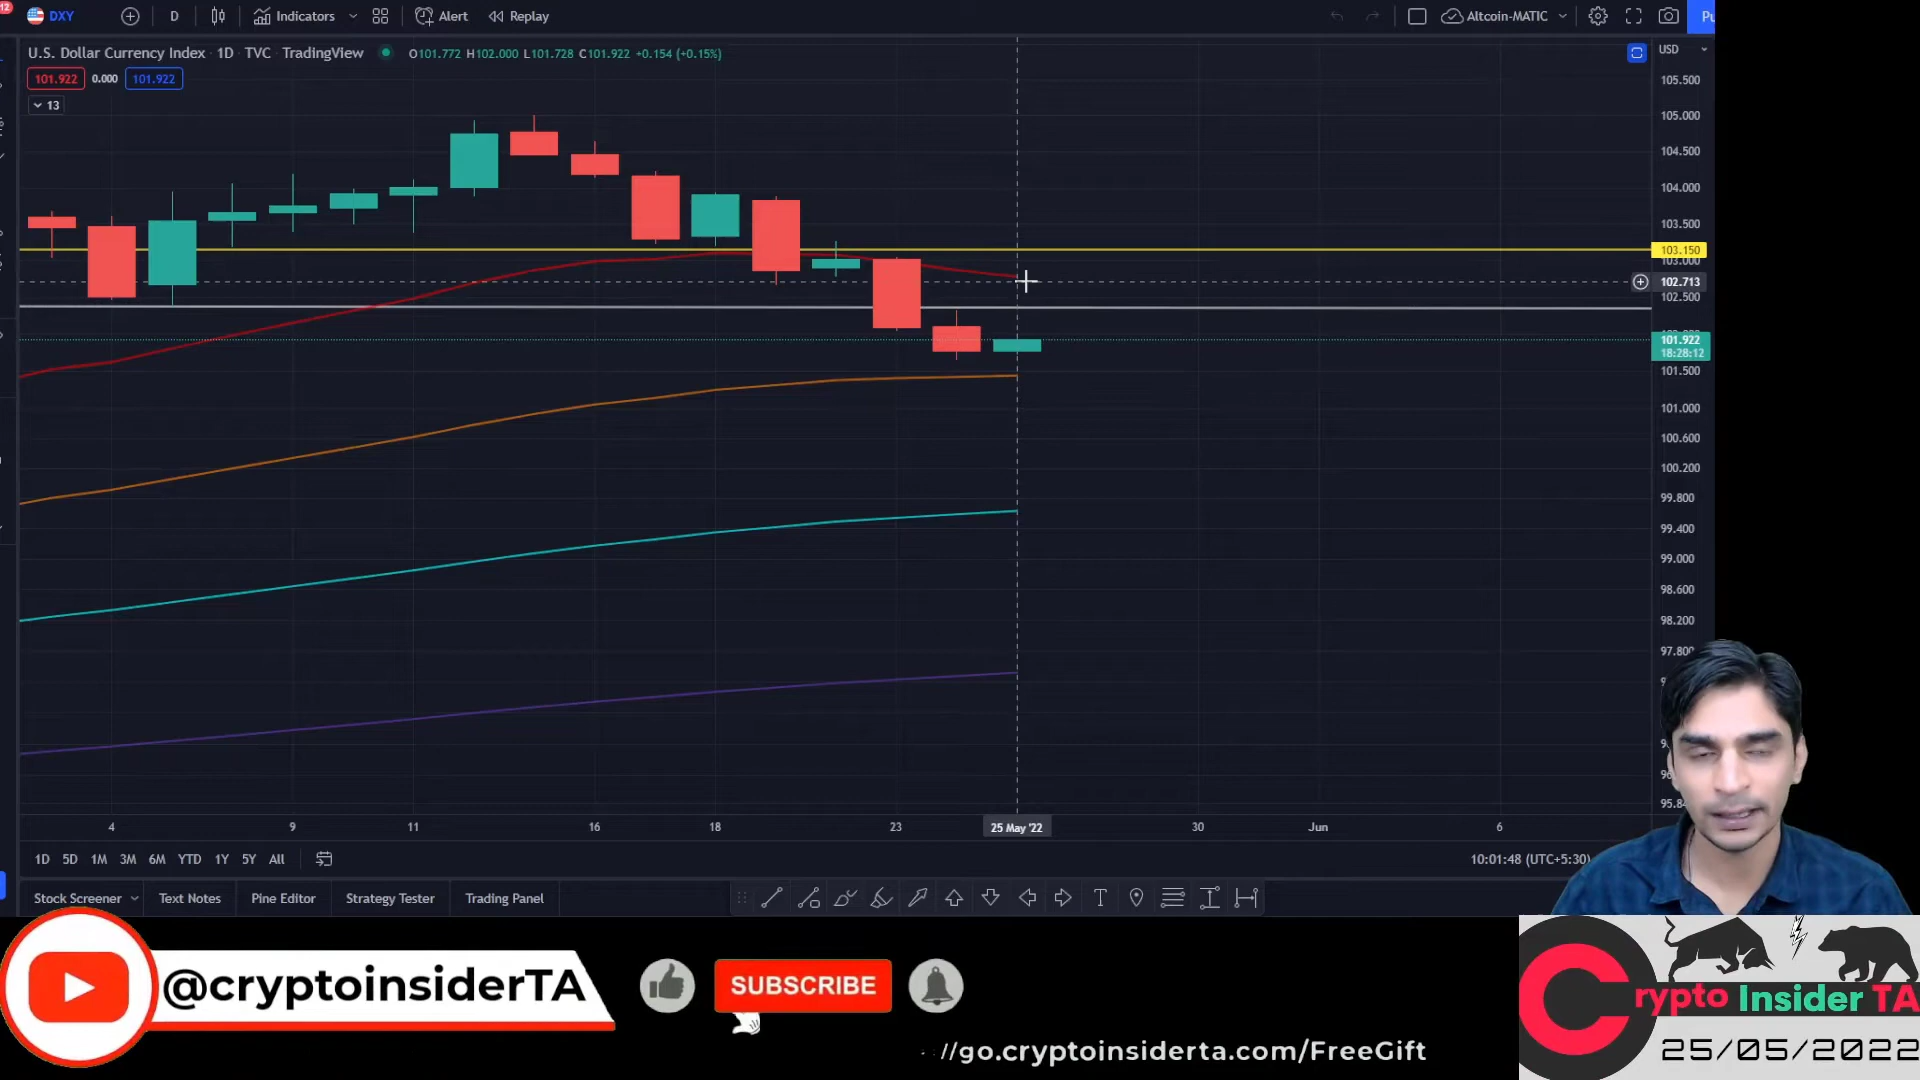 12
DXY
D
Indicators
Alert
Replay
Altcoin-MATIC
Pu
U.S. Dollar Currency Index · 1D · TVC · TradingView
O101.772 H102.000 L101.728 C101.922 +0.154 (+0.15%)
USD
101.922
0.000
101.922
13
105.500
105.000
104.500
104.000
103.500
103.150
103.000
102.713
102.500
101.922
18:28:12
101.500
101.000
100.600
100.200
99.800
99.400
99.000
98.600
98.200
97.800
4
9
11
16
18
23
25 May '22
30
Jun
6
1D 5D 1M 3M 6M YTD 1Y 5Y All
10:01:48 (UTC+5:30)
Stock Screener
Text Notes
Pine Editor
Strategy Tester
Trading Panel
T
@cryptoinsiderTA
SUBSCRIBE
//go.cryptoinsiderta.com/FreeGift
Crypto Insider TA
25/05/2022